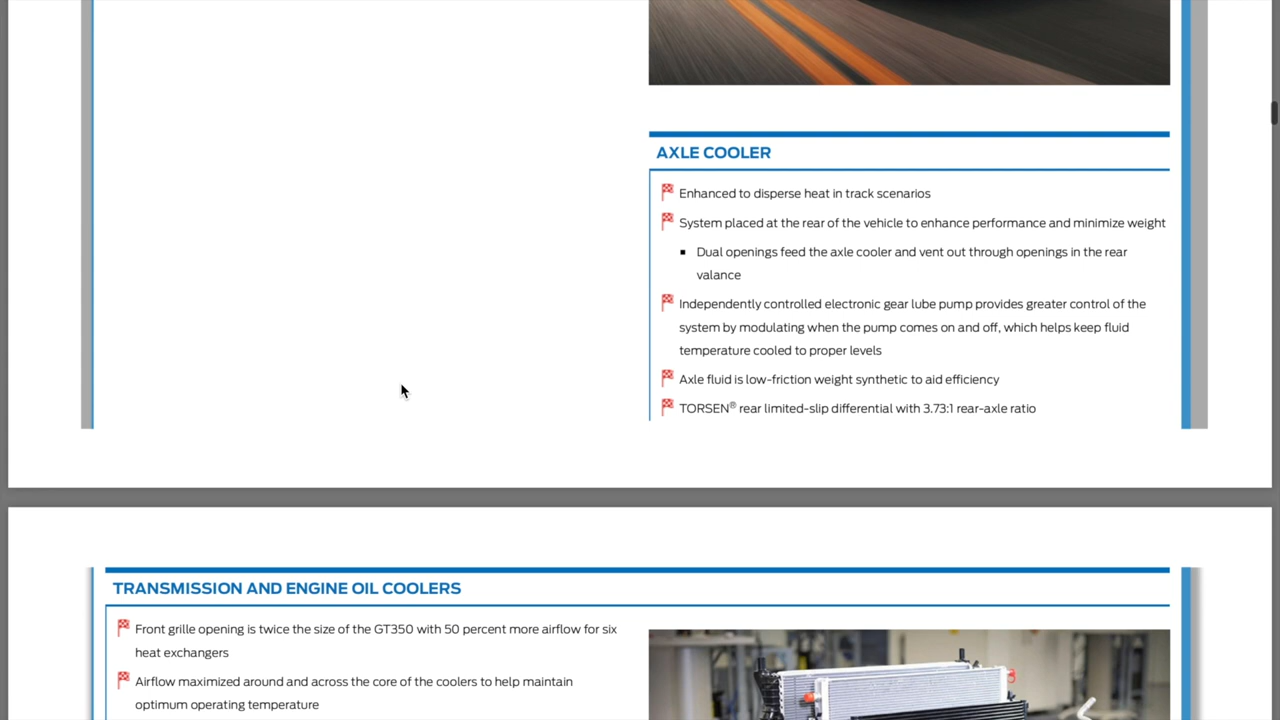 AXLE COOLER
Enhanced to disperse heat in track scenarios
System placed at the rear of the vehicle to enhance performance and minimize weight
▪ Dual openings feed the axle cooler and vent out through openings in the rear
valance
Independently controlled electronic gear lube pump provides greater control of the
system by modulating when the pump comes on and off, which helps keep fluid
temperature cooled to proper levels
Axle fluid is low-friction weight synthetic to aid efficiency
TORSEN® rear limited-slip differential with 3.73:1 rear-axle ratio
TRANSMISSION AND ENGINE OIL COOLERS
Front grille opening is twice the size of the GT350 with 50 percent more airflow for six
heat exchangers
Airflow maximized around and across the core of the coolers to help maintain
optimum operating temperature